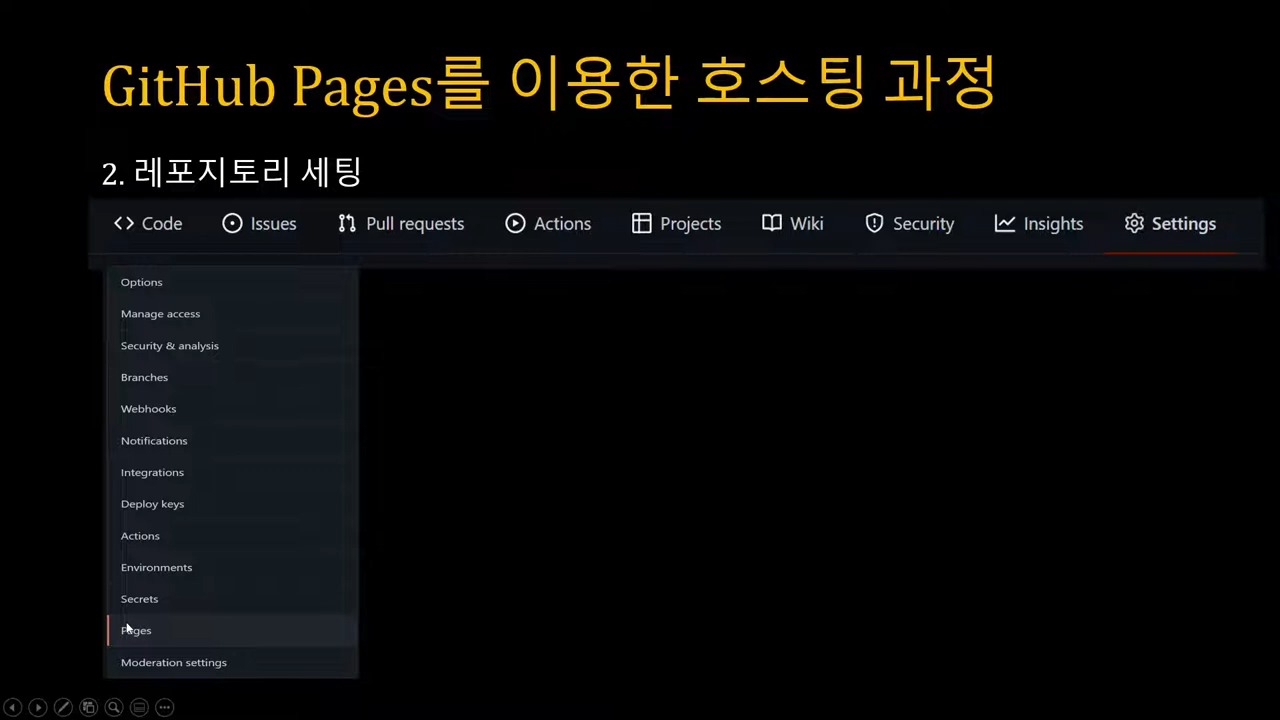 GitHub Pages를 이용한 호스팅 과정
2. 레포지토리 세팅
Code Issues Pull requests Actions Projects Wiki Security Insights Settings
Options
Manage access
Security & analysis
Branches
Webhooks
Notifications
Integrations
Deploy keys
Actions
Environments
Secrets
Pages
Moderation settings